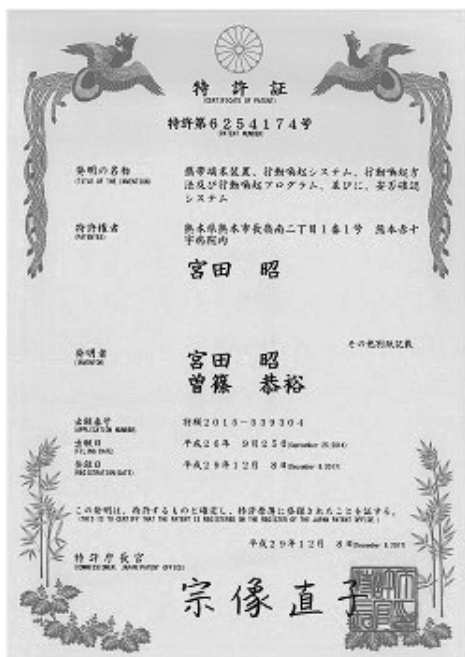 特許証
(CERTIFICATE OF PATENT)
特許第6254174号
(PATENT NUMBER)
発明の名称
(TITLE OF THE INVENTION)
携帯端末装置、行動喚起システム、行動喚起方
法及び行動喚起プログラム、並びに、安否確認
システム
特許権者
(PATENTEE)
熊本県熊本市長嶺南二丁目1番1号 熊本赤十
字病院内
宮田 昭
その他別紙記載
発明者
(INVENTOR)
宮田 昭
曽篠 恭裕
出願番号
(APPLICATION NUMBER)
特願2015-539304
出願日
(FILING DATE)
平成26年 9月25日(September 25,2014)
登録日
(REGISTRATION DATE)
平成29年12月 8日(December 8,2017)
この発明は、特許するものと確定し、特許原簿に登録されたことを証する。
(THIS IS TO CERTIFY THAT THE PATENT IS REGISTERED ON THE REGISTER OF THE JAPAN PATENT OFFICE.)
平成29年12月 8日(December 8,2017)
特許庁長官
(COMMISSIONER, JAPAN PATENT OFFICE)
宗像直子